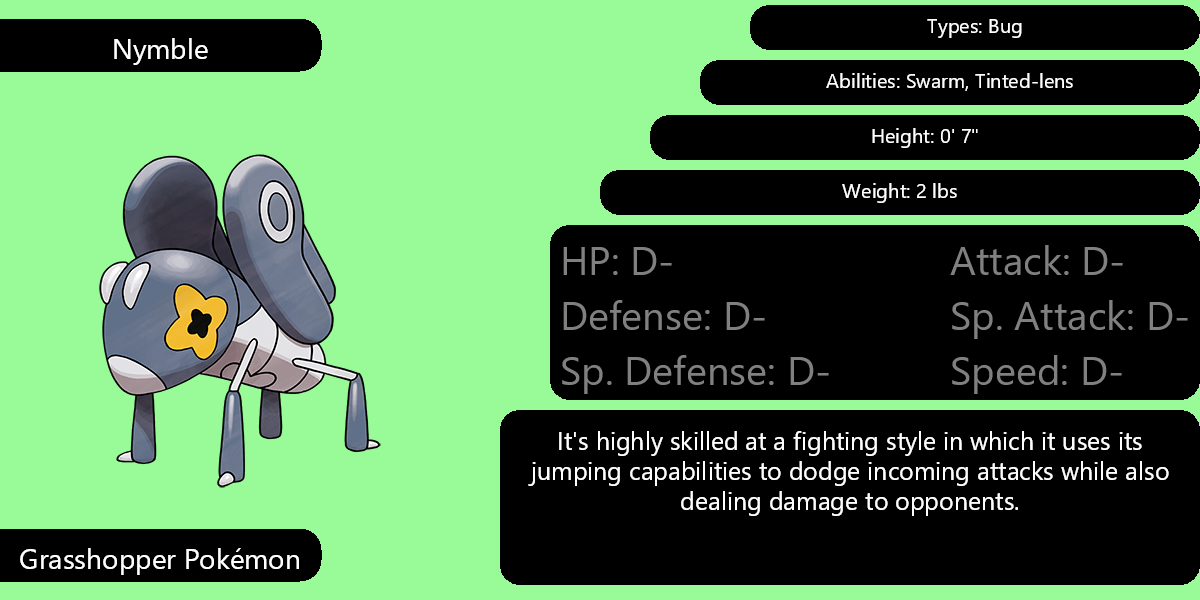 Nymble
Types: Bug
Abilities: Swarm, Tinted-lens
Height: 0' 7"
Weight: 2 lbs
HP: D-
Attack: D-
Defense: D-
Sp. Attack: D-
Sp. Defense: D-
Speed: D-
It's highly skilled at a fighting style in which it uses its
jumping capabilities to dodge incoming attacks while also
dealing damage to opponents.
Grasshopper Pokémon